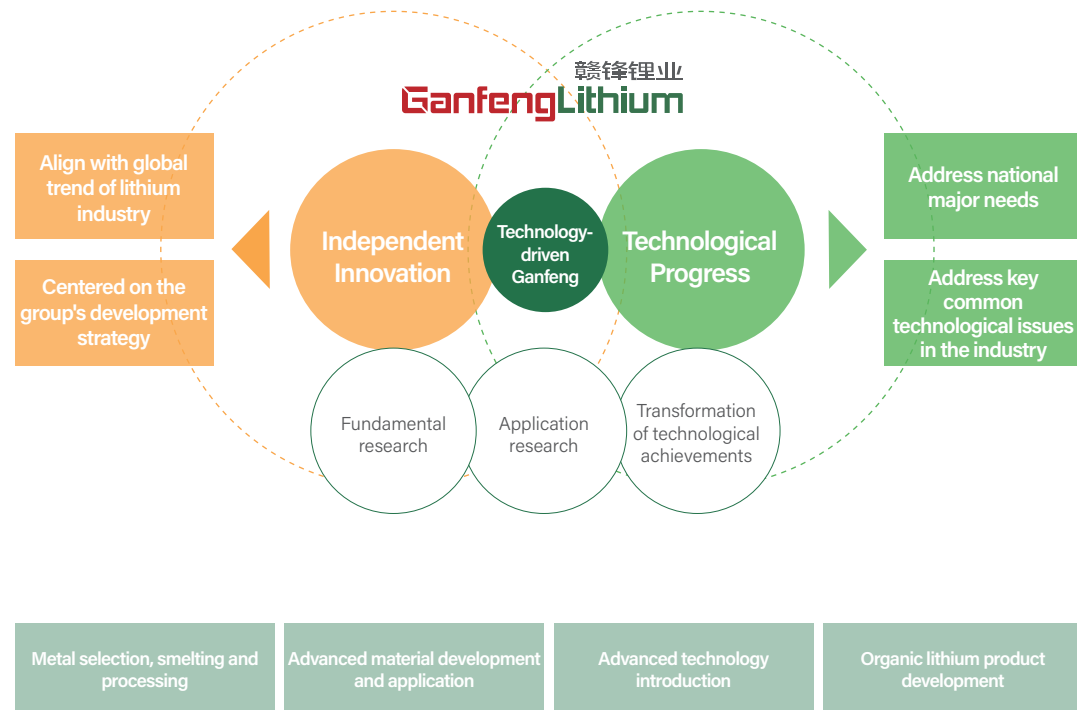 赣锋锂业
GanfengLithium
Align with global
trend of lithium
industry
Centered on the
group's development
strategy
Independent
Innovation
Technology-
driven
Ganfeng
Technological
Progress
Address national
major needs
Address key
common
technological issues
in the industry
Fundamental
research
Application
research
Transformation
of technological
achievements
Metal selection, smelting and
processing
Advanced material development
and application
Advanced technology
introduction
Organic lithium product
development